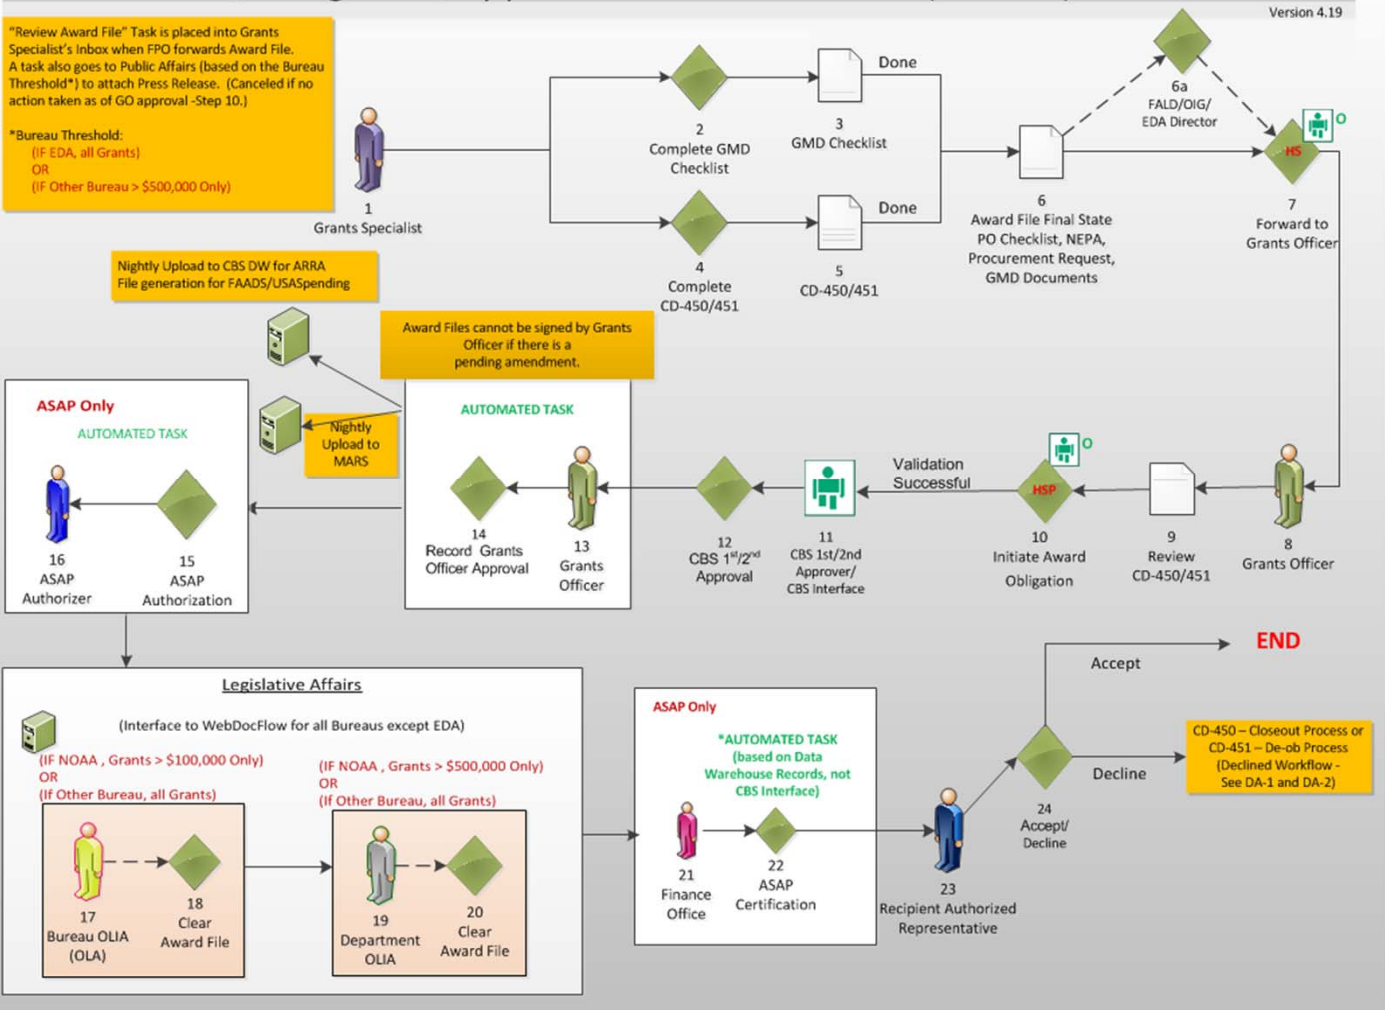 Version 4.19
"Review Award File" Task is placed into Grants
Specialist's Inbox when FPO forwards Award File.
A task also goes to Public Affairs (based on the Bureau
Threshold*) to attach Press Release. (Canceled if no
action taken as of GO approval -Step 10.)
*Bureau Threshold:
(IF EDA, all Grants)
OR
(IF Other Bureau > $500,000 Only)
1
Grants Specialist
2
Complete GMD
Checklist
3
GMD Checklist
Done
4
Complete
CD-450/451
5
CD-450/451
Done
6
Award File Final State
PO Checklist, NEPA,
Procurement Request,
GMD Documents
6a
FALD/OIG/
EDA Director
O
HS
7
Forward to
Grants Officer
Nightly Upload to CBS DW for ARRA
File generation for FAADS/USASpending
Award Files cannot be signed by Grants
Officer if there is a
pending amendment.
Nightly
Upload to
MARS
ASAP Only
AUTOMATED TASK
16
ASAP
Authorizer
15
ASAP
Authorization
AUTOMATED TASK
14
Record Grants
Officer Approval
13
Grants
Officer
12
CBS 1st/2nd
Approval
11
CBS 1st/2nd
Approver/
CBS Interface
Validation
Successful
O
HSP
10
Initiate Award
Obligation
9
Review
CD-450/451
8
Grants Officer
Legislative Affairs
(Interface to WebDocFlow for all Bureaus except EDA)
(IF NOAA , Grants > $100,000 Only)
OR
(If Other Bureau, all Grants)
17
Bureau OLIA
(OLA)
18
Clear
Award File
(IF NOAA , Grants > $500,000 Only)
OR
(If Other Bureau, all Grants)
19
Department
OLIA
20
Clear
Award File
ASAP Only
*AUTOMATED TASK
(based on Data
Warehouse Records, not
CBS Interface)
21
Finance
Office
22
ASAP
Certification
23
Recipient Authorized
Representative
24
Accept/
Decline
Accept
END
Decline
CD-450 – Closeout Process or
CD-451 – De-ob Process
(Declined Workflow -
See DA-1 and DA-2)